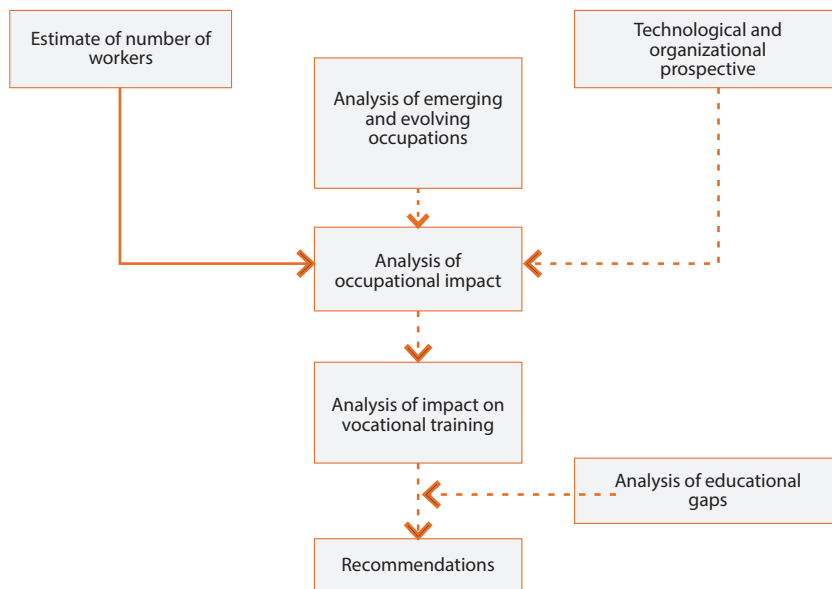 Estimate of number of
workers
Technological and
organizational
prospective
Analysis of emerging
and evolving
occupations
Analysis of
occupational impact
Analysis of impact on
vocational training
Analysis of educational
gaps
Recommendations